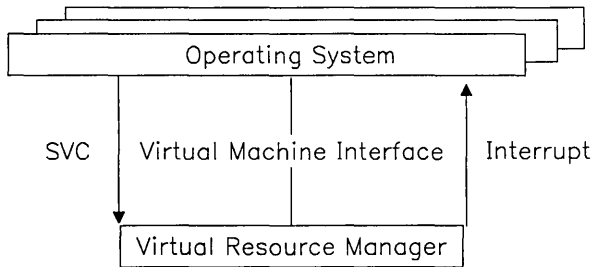 Operating System
SVC
Virtual Machine Interface
Interrupt
Virtual Resource Manager